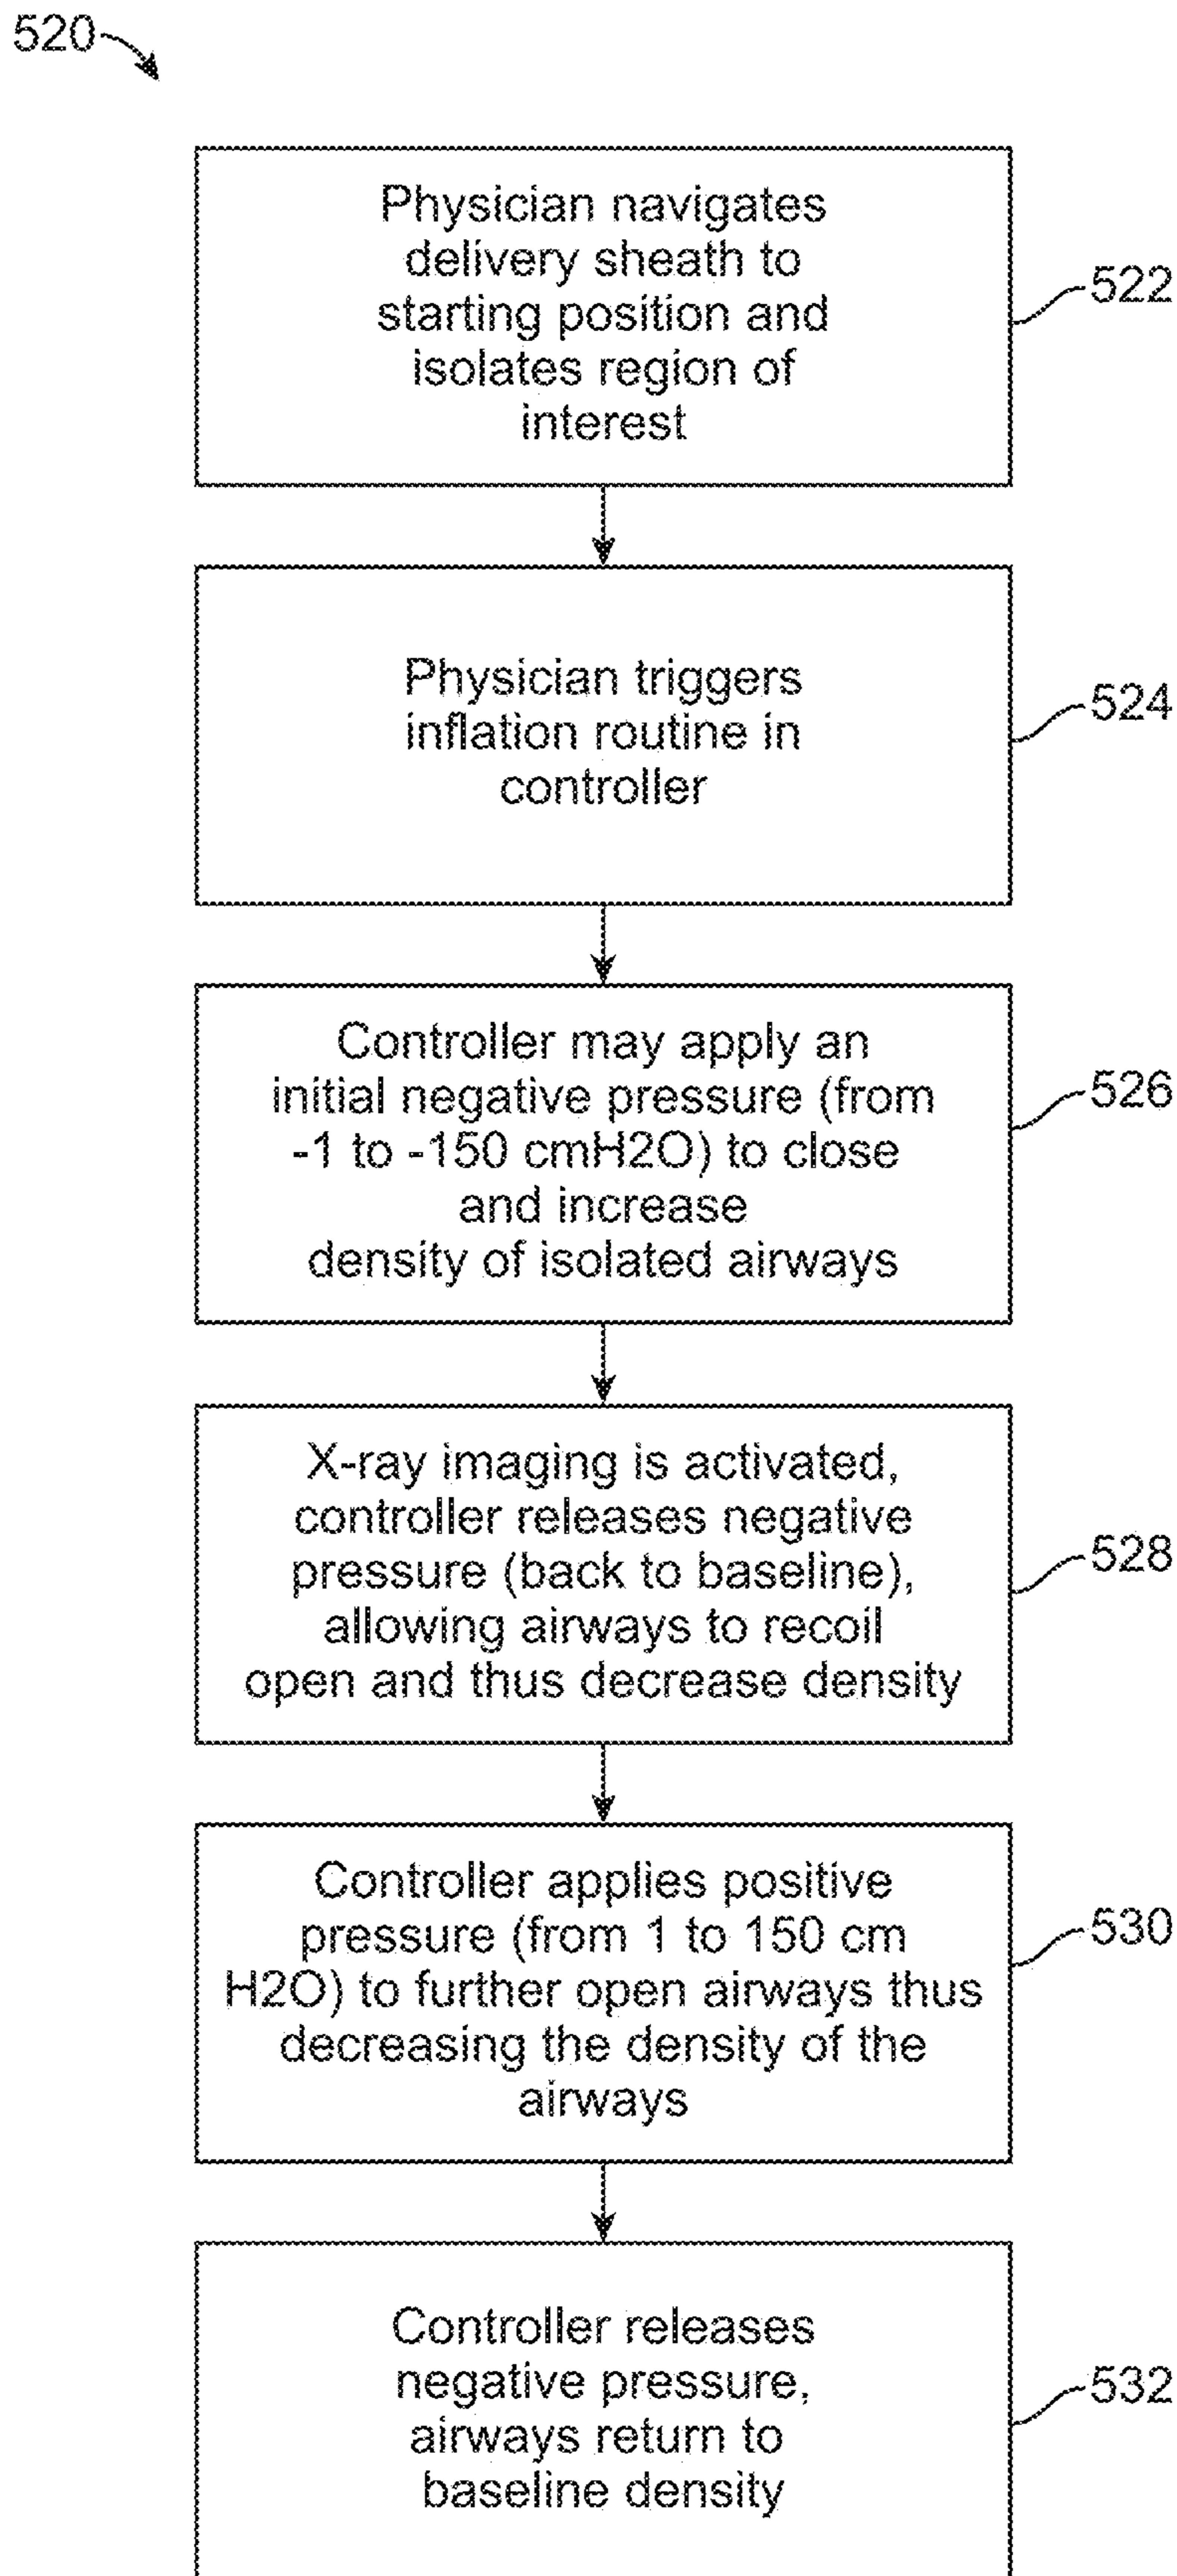 520
Physician navigates
delivery sheath to
starting position and
isolates region of
interest
522
Physician triggers
inflation routine in
controller
524
Controller may apply an
initial negative pressure (from
-1 to -150 cmH2O) to close
and increase
density of isolated airways
526
X-ray imaging is activated,
controller releases negative
pressure (back to baseline),
allowing airways to recoil
open and thus decrease density
528
Controller applies positive
pressure (from 1 to 150 cm
H2O) to further open airways thus
decreasing the density of the
airways
530
Controller releases
negative pressure,
airways return to
baseline density
532